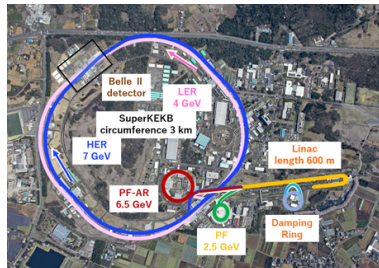 Belle II
detector
LER
4 GeV
SuperKEKB
circumference 3 km
HER
7 GeV
Linac
length 600 m
PF-AR
6.5 GeV
PF
2.5 GeV
Damping
Ring